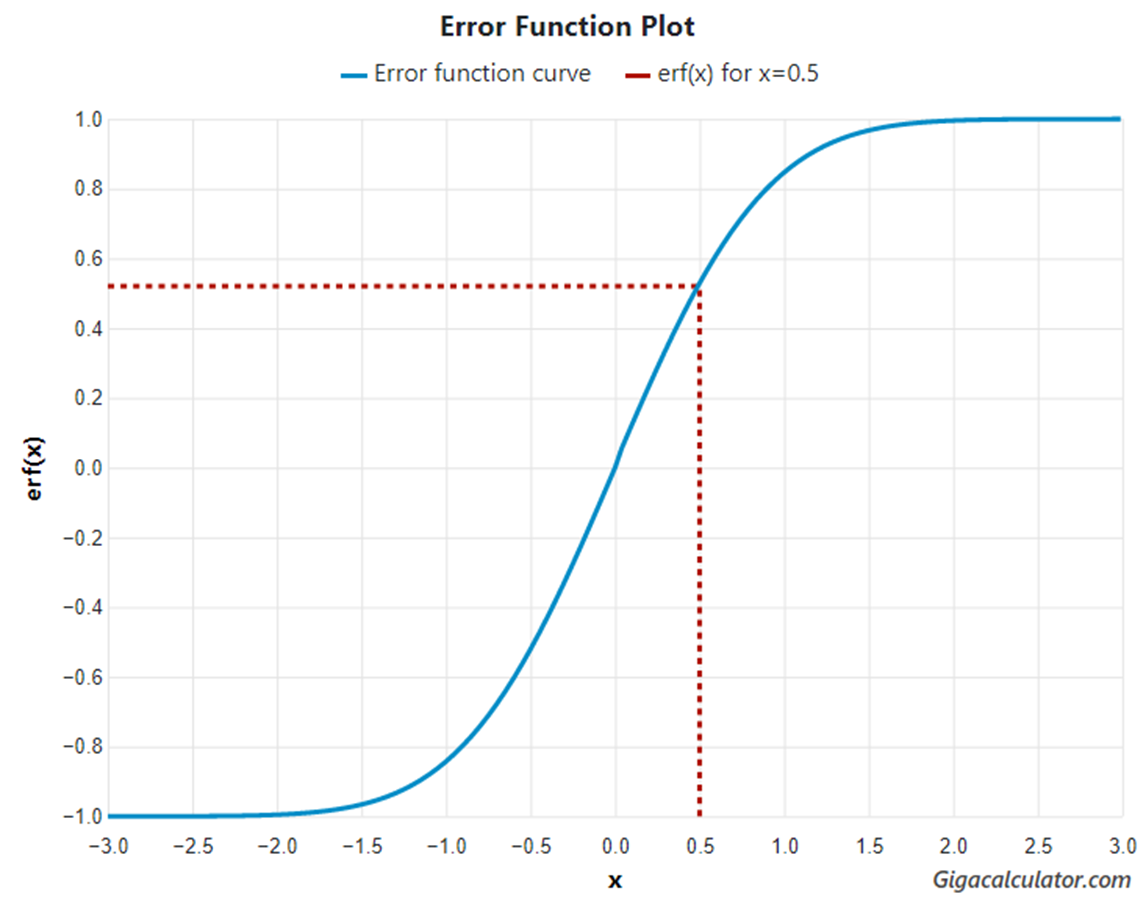 Error Function Plot
Error function curve erf(x) for x=0.5
1.0
0.8
0.6
0.4
0.2
0.0
−0.2
−0.4
−0.6
−0.8
−1.0
erf(x)
−3.0 −2.5 −2.0 −1.5 −1.0 −0.5 0.0 0.5 1.0 1.5 2.0 2.5 3.0
x
Gigacalculator.com